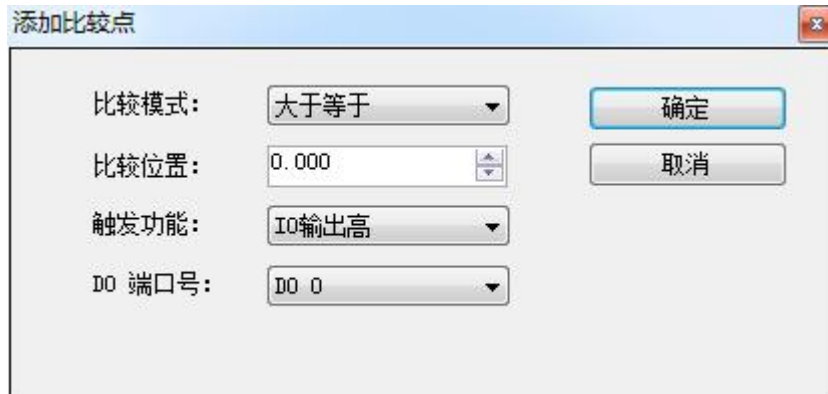 添加比较点
比较模式: 大于等于 确定
比较位置: 0.000 取消
触发功能: IO输出高
DO 端口号: DO 0